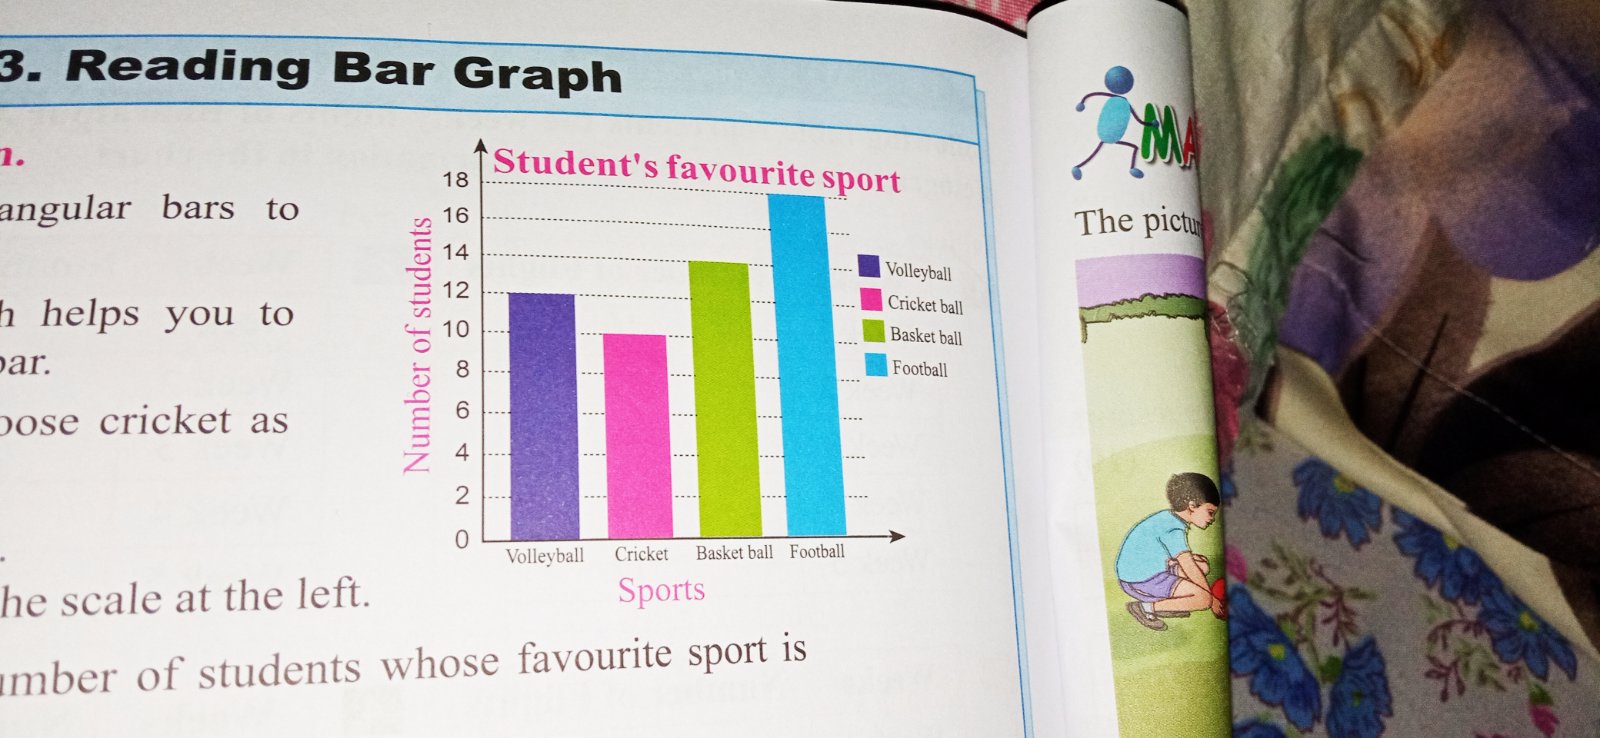 3. Reading Bar Graph
n.
angular bars to
h helps you to
bar.
oose cricket as
.
he scale at the left.
umber of students whose favourite sport is
Student's favourite sport
Number of students
18
16
14
12
10
8
6
4
2
0
Volleyball
Cricket ball
Basket ball
Football
Volleyball Cricket Basket ball Football
Sports
MA
The pictu